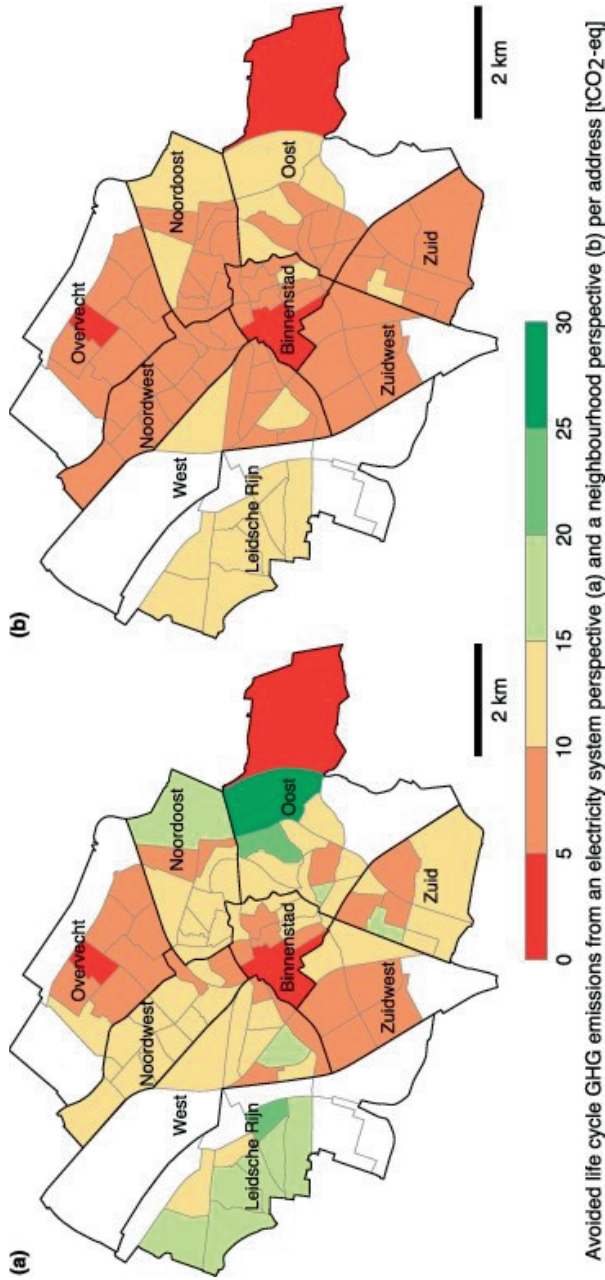 (a)
Overvecht
Noordwest
Noordoost
West
Leidsche Rijn
Binnenstad
Oost
Zuidwest
Zuid
2 km
(b)
Overvecht
Noordwest
Noordoost
West
Leidsche Rijn
Binnenstad
Oost
Zuidwest
Zuid
2 km
0 5 10 15 20 25 30
Avoided life cycle GHG emissions from an electricity system perspective (a) and a neighbourhood perspective (b) per address [tCO2-eq]